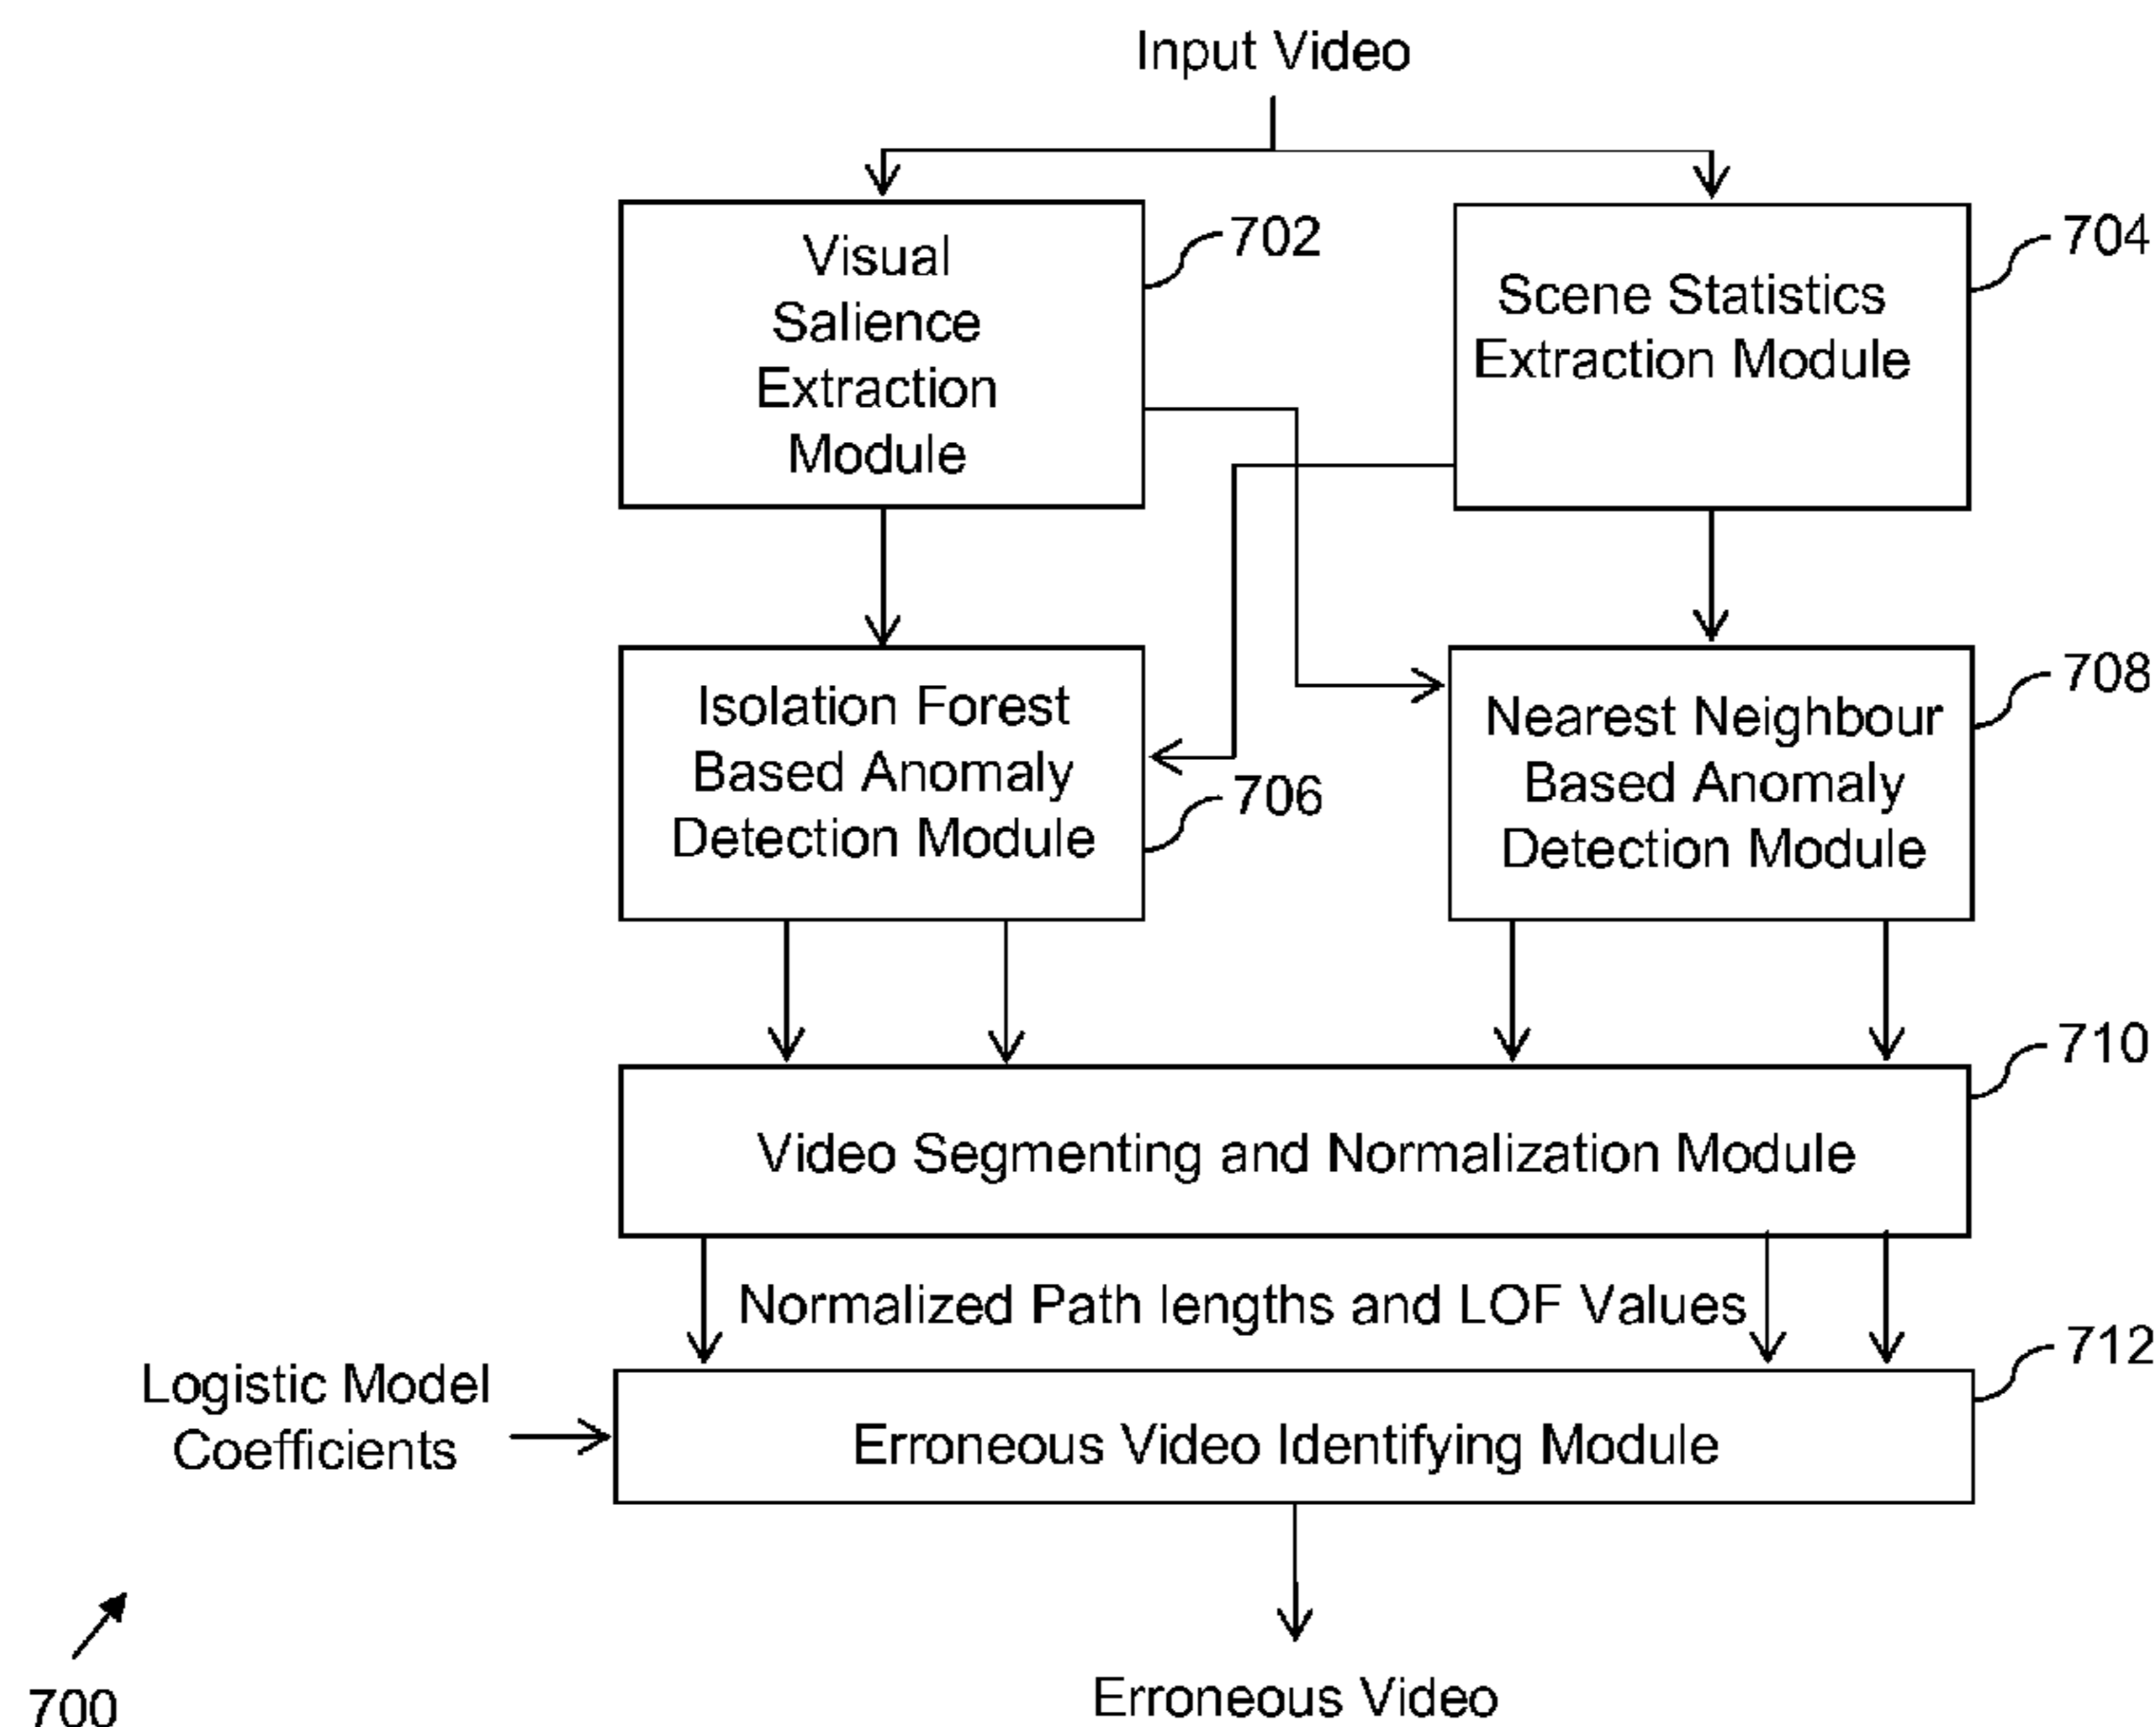 Input Video
Visual
Salience
Extraction
Module
702
Scene Statistics
Extraction Module
704
Isolation Forest
Based Anomaly
Detection Module
706
Nearest Neighbour
Based Anomaly
Detection Module
708
Video Segmenting and Normalization Module
710
Normalized Path lengths and LOF Values
Logistic Model
Coefficients
Erroneous Video Identifying Module
712
Erroneous Video
700